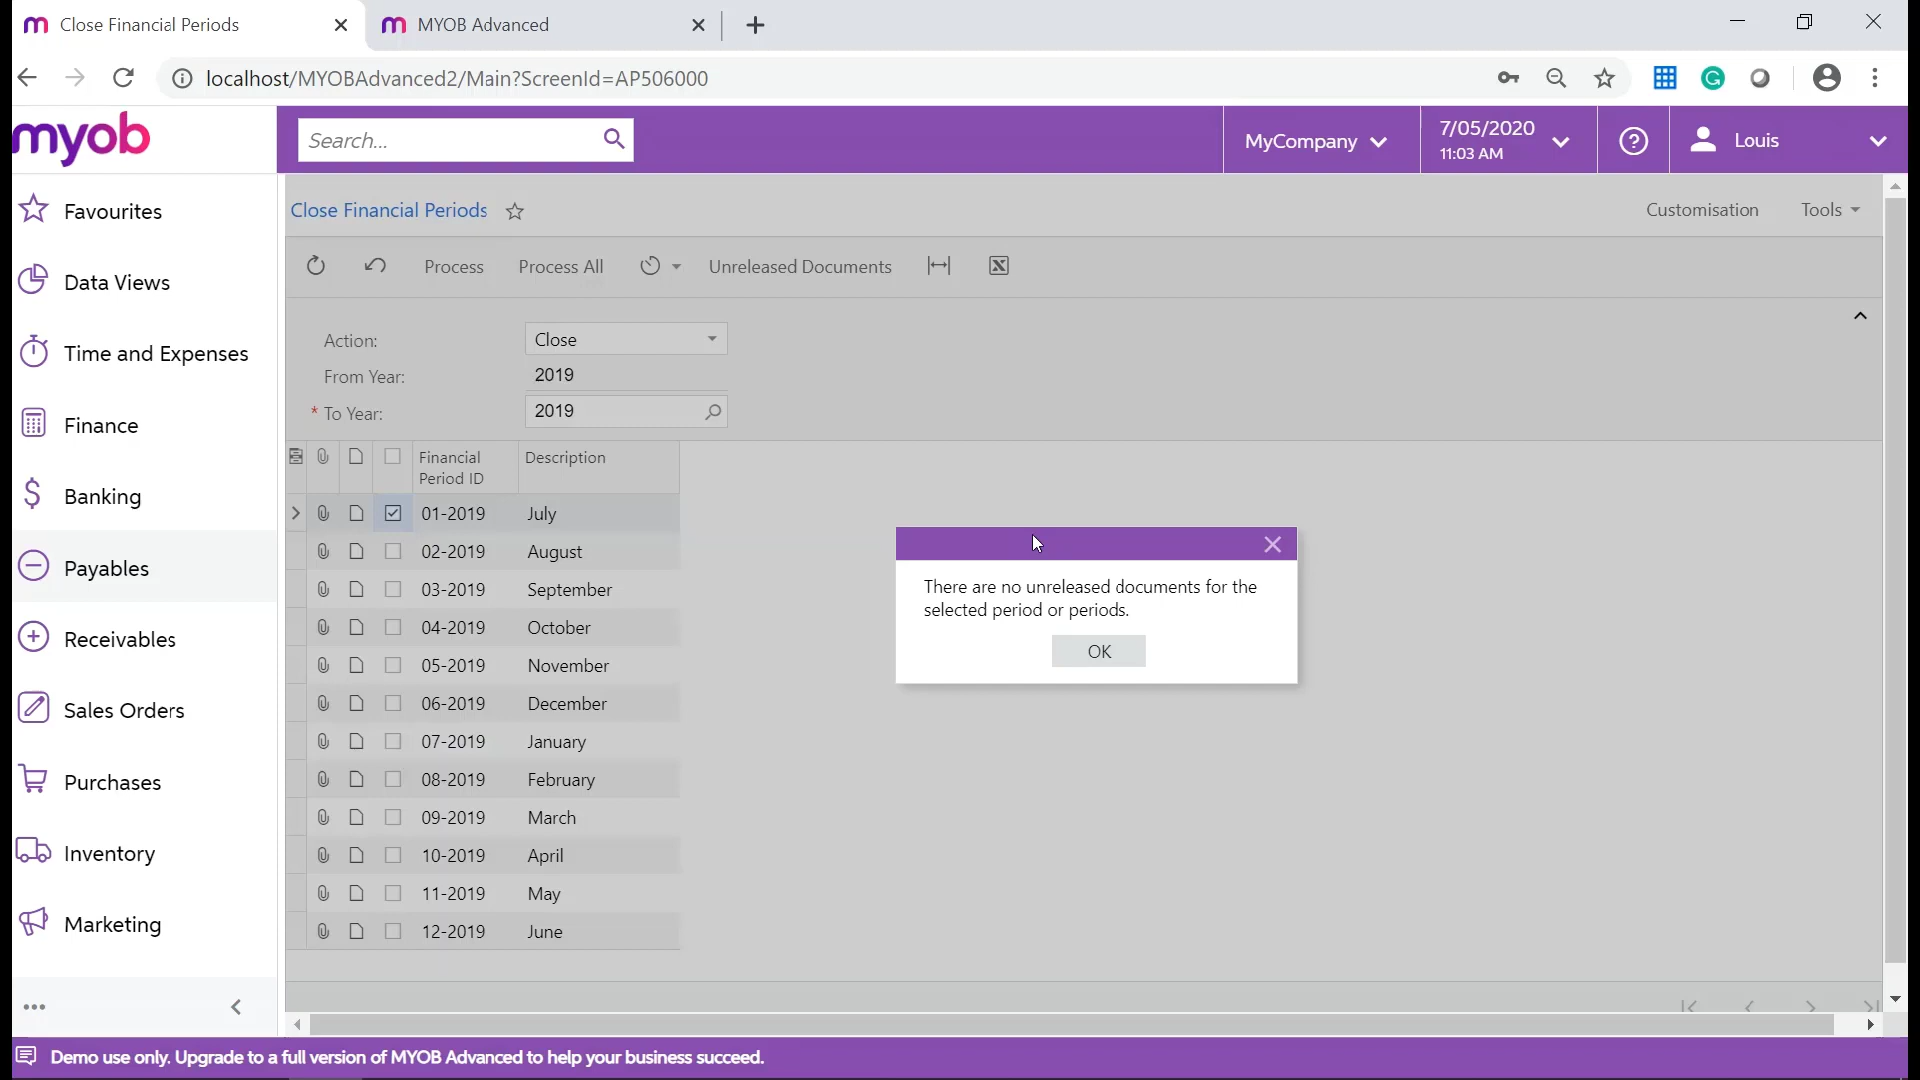 Close Financial Periods
MYOB Advanced
localhost/MYOBAdvanced2/Main?ScreenId=AP506000
myob
Search...
MyCompany
7/05/2020
11:03 AM
Louis
Favourites
Data Views
Time and Expenses
Finance
Banking
Payables
Receivables
Sales Orders
Purchases
Inventory
Marketing
Close Financial Periods
Customisation
Tools
Process
Process All
Unreleased Documents
Action: Close
From Year: 2019
* To Year: 2019
Financial
Period ID
Description
01-2019 July
02-2019 August
03-2019 September
04-2019 October
05-2019 November
06-2019 December
07-2019 January
08-2019 February
09-2019 March
10-2019 April
11-2019 May
12-2019 June
There are no unreleased documents for the
selected period or periods.
OK
Demo use only. Upgrade to a full version of MYOB Advanced to help your business succeed.